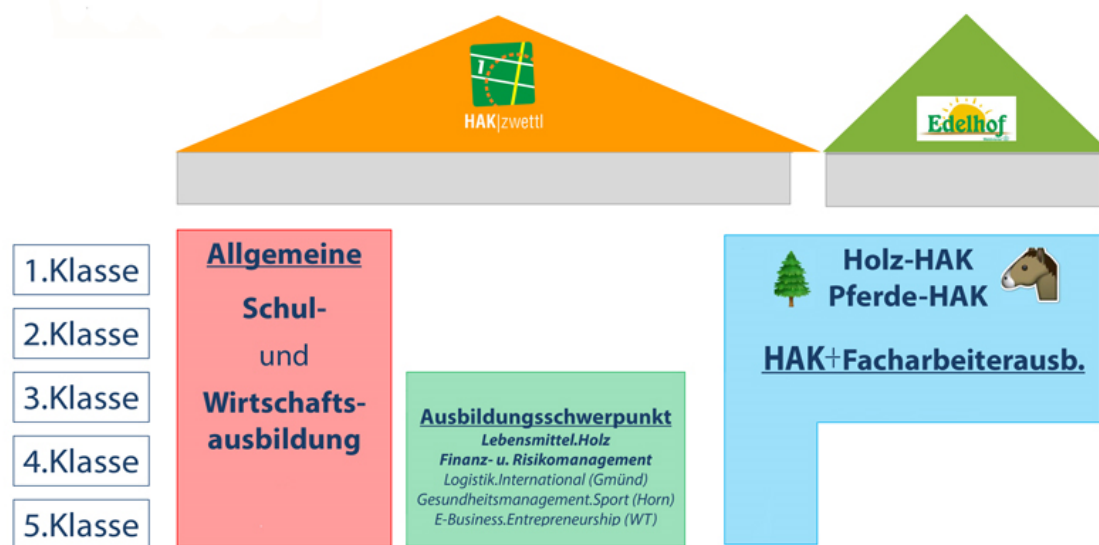 1
HAK|zwettl
Edelhof
1.Klasse
2.Klasse
3.Klasse
4.Klasse
5.Klasse
Allgemeine
Schul-
und
Wirtschafts-
ausbildung
Ausbildungsschwerpunkt
Lebensmittel.Holz
Finanz- u. Risikomanagement
Logistik.International (Gmünd)
Gesundheitsmanagement.Sport (Horn)
E-Business.Entrepreneurship (WT)
Holz-HAK
Pferde-HAK
HAK+Facharbeiterausb.